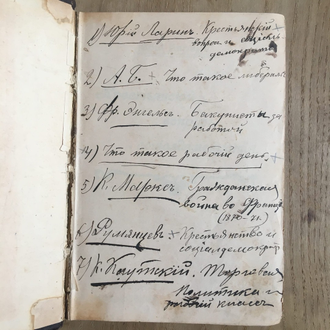 1) Юрій Ларинъ. Крестьянскій
вопросъ и соціал-
демократія
2) А. Б. Что такое либерал
3) Фр. Энгельсъ. Бакунисты за
работой
4) Что такое рабочій день
5) К. Марксъ. Гражданская
война во Франціи
(1870-71.)
6) Румянцевъ Крестьянство и
соціалдемократ
7) К. Каутскій. Торговая
политика и
рабочій классъ